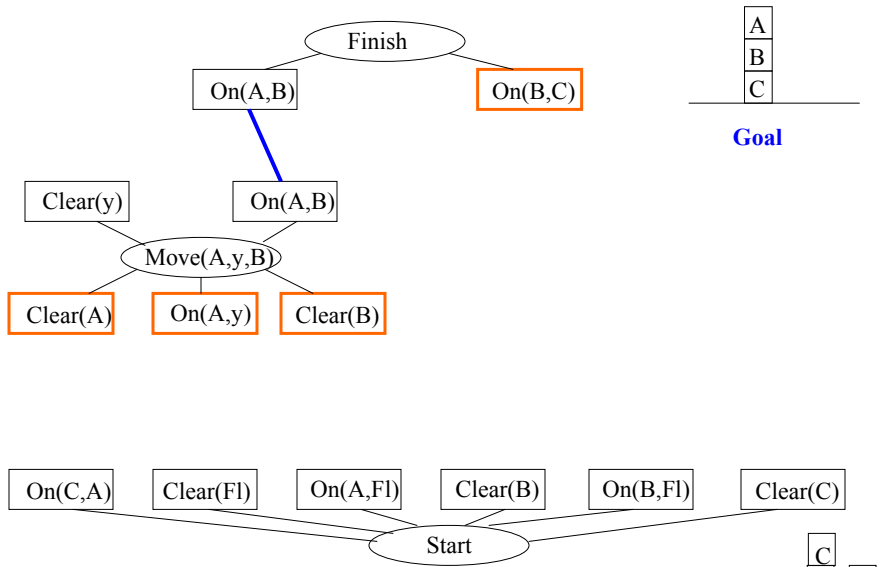 Finish
A
On(A,B)
On(B,C)
B
C
Goal
Clear(y)
On(A,B)
Move(A,y,B)
Clear(A)
On(A,y)
Clear(B)
On(C,A)
Clear(Fl)
On(A,Fl)
Clear(B)
On(B,Fl)
Clear(C)
Start
C